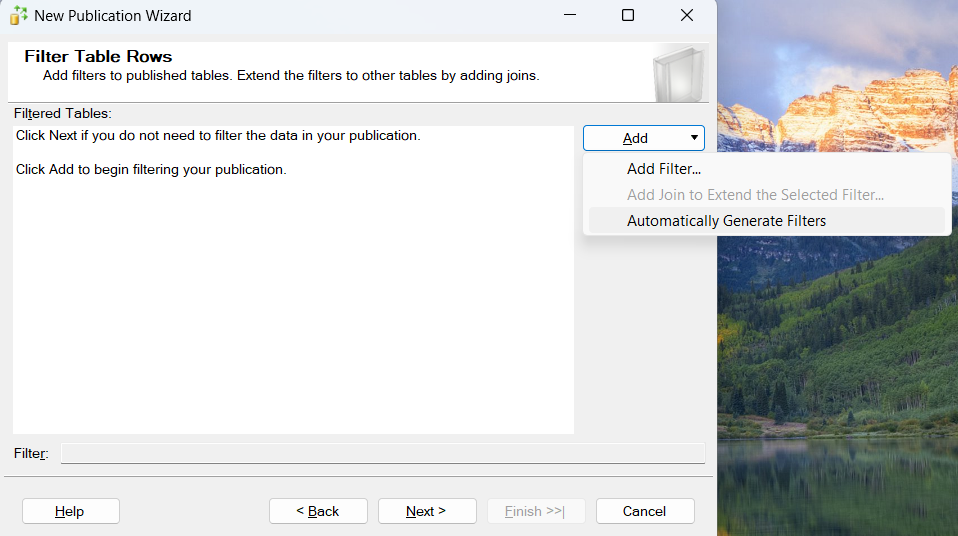 New Publication Wizard
Filter Table Rows
Add filters to published tables. Extend the filters to other tables by adding joins.
Filtered Tables:
Click Next if you do not need to filter the data in your publication.
Click Add to begin filtering your publication.
Add
Add Filter...
Add Join to Extend the Selected Filter...
Automatically Generate Filters
Filter:
Help
< Back
Next >
Finish >>|
Cancel